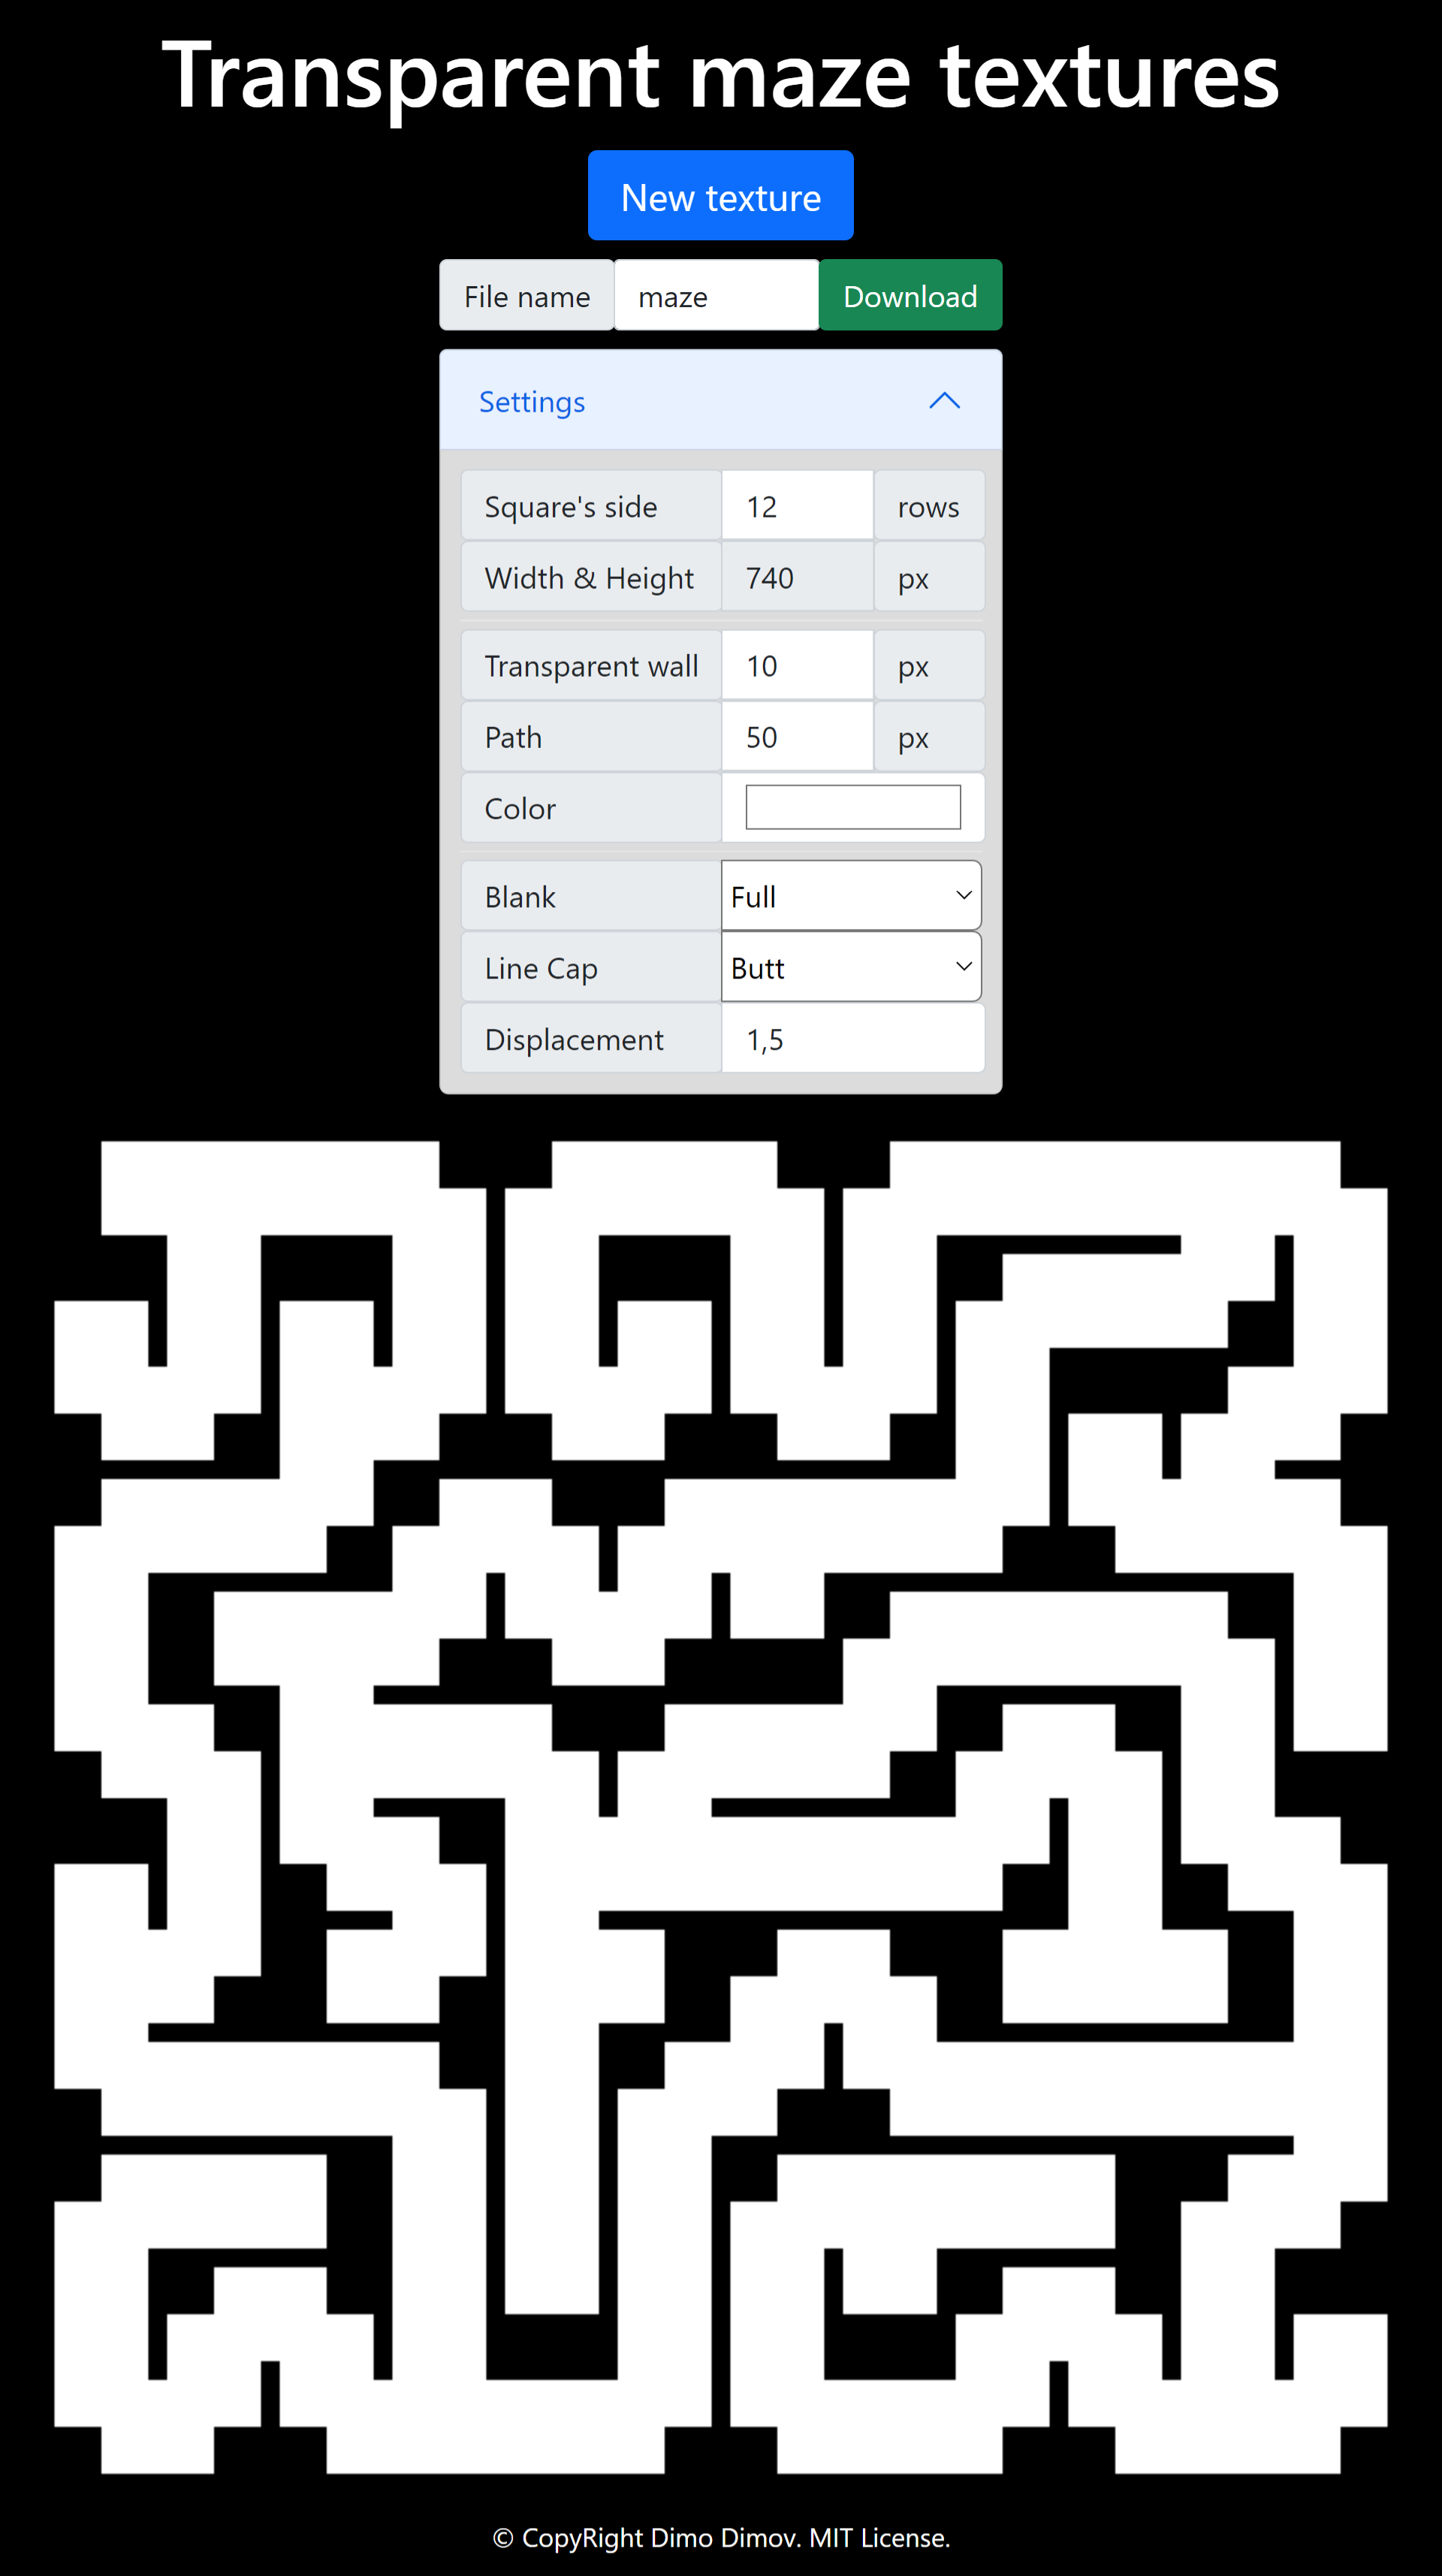 Transparent maze textures
New texture
File name maze Download
Settings
Square's side 12 rows
Width & Height 740 px
Transparent wall 10 px
Path 50 px
Color
Blank Full
Line Cap Butt
Displacement 1,5
© CopyRight Dimo Dimov. MIT License.